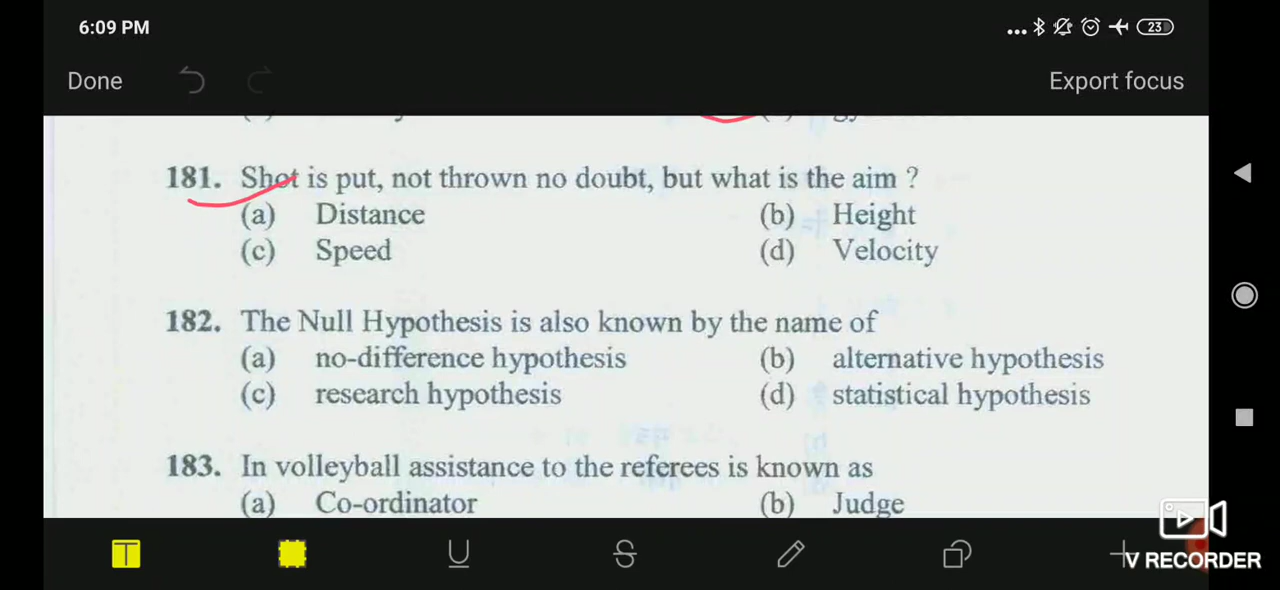 6:09 PM
23
Done
Export focus
181. Shot is put, not thrown no doubt, but what is the aim ?
(a) Distance (b) Height
(c) Speed (d) Velocity
182. The Null Hypothesis is also known by the name of
(a) no-difference hypothesis (b) alternative hypothesis
(c) research hypothesis (d) statistical hypothesis
183. In volleyball assistance to the referees is known as
(a) Co-ordinator (b) Judge
T U S
V RECORDER